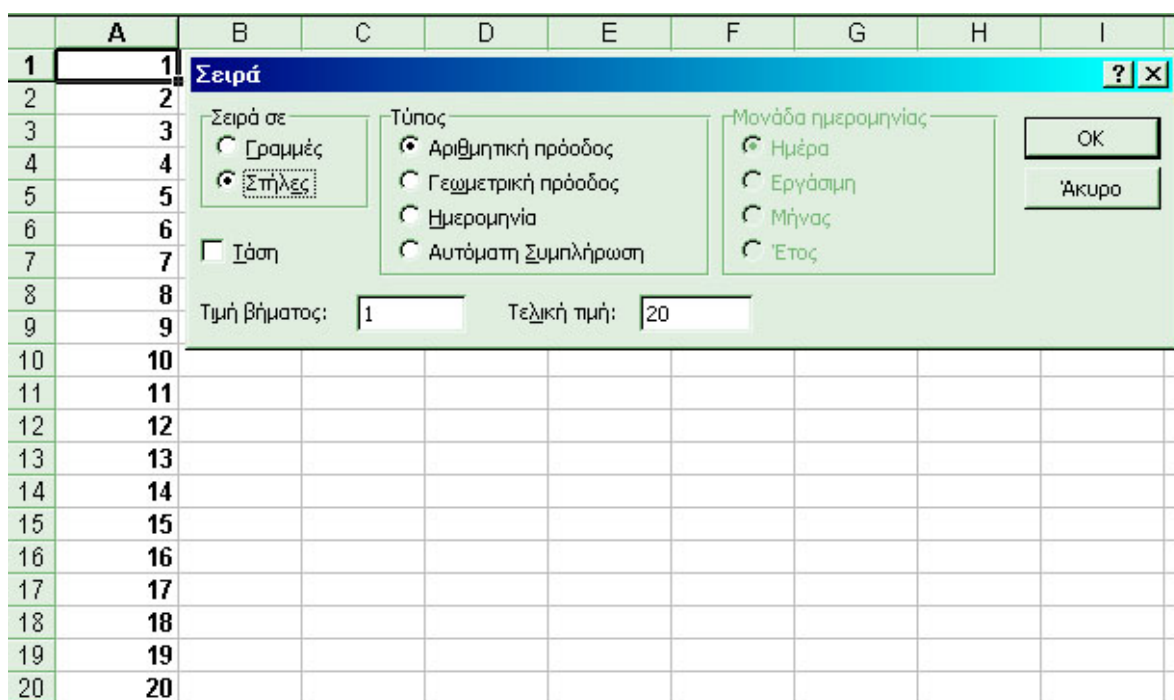 A B C D E F G H I
1 1
2 2
3 3
4 4
5 5
6 6
7 7
8 8
9 9
10 10
11 11
12 12
13 13
14 14
15 15
16 16
17 17
18 18
19 19
20 20
Σειρά ?
Σειρά σε
Γραμμές
Στήλες
Τύπος
Αριθμητική πρόοδος
Γεωμετρική πρόοδος
Ημερομηνία
Αυτόματη Συμπλήρωση
Μονάδα ημερομηνίας
Ημέρα
Εργάσιμη
Μήνας
Έτος
OK
Άκυρο
Τάση
Τιμή βήματος: 1 Τελική τιμή: 20